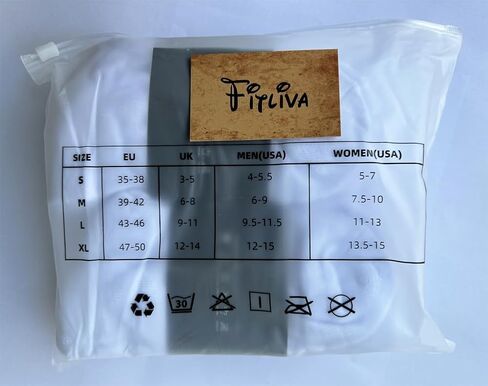 FITLIVA
SIZE EU UK MEN(USA) WOMEN(USA)
S 35-38 3-5 4-5.5 5-7
M 39-42 6-8 6-9 7.5-10
L 43-46 9-11 9.5-11.5 11-13
XL 47-50 12-14 12-15 13.5-15
30